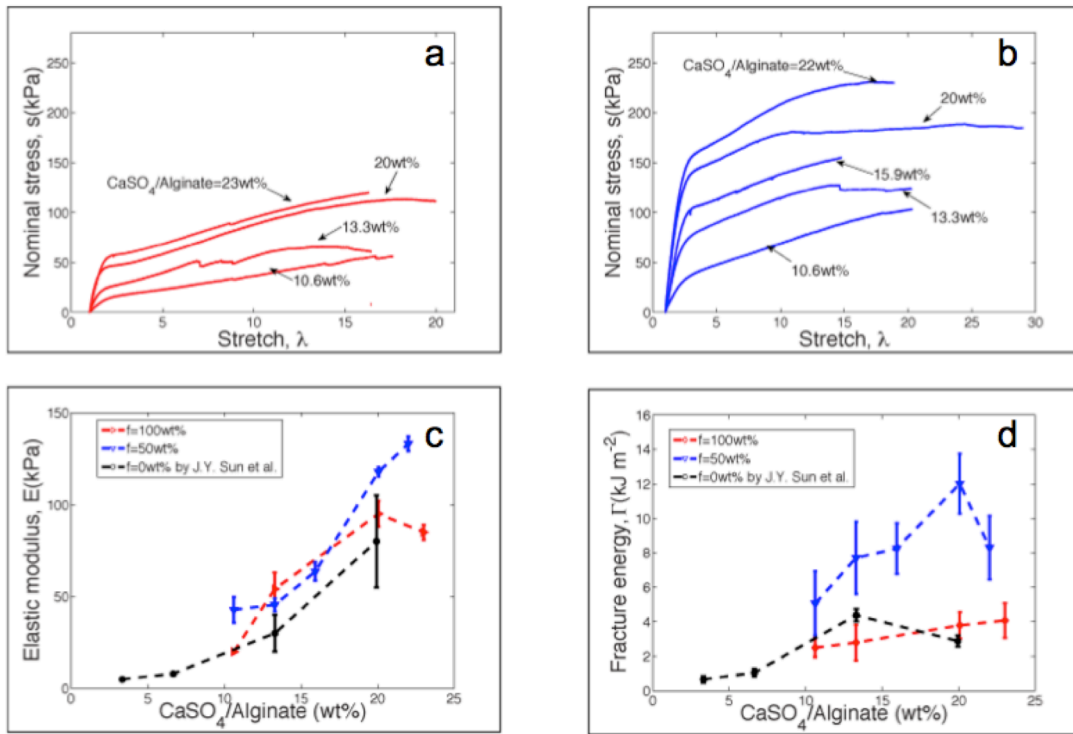 a
Nominal stress, s(kPa)
250
200
150
100
50
0
CaSO4/Alginate=23wt%
20wt%
13.3wt%
10.6wt%
0 5 10 15 20
Stretch, λ
b
Nominal stress, s(kPa)
250
200
150
100
50
0
CaSO4/Alginate=22wt%
20wt%
15.9wt%
13.3wt%
10.6wt%
0 5 10 15 20 25 30
Stretch, λ
c
Elastic modulus, E(kPa)
150
100
50
0
f=100wt%
f=50wt%
f=0wt% by J.Y. Sun et al.
0 5 10 15 20 25
CaSO4/Alginate (wt%)
d
Fracture energy, Γ(kJ m-2)
16
14
12
10
8
6
4
2
0
f=100wt%
f=50wt%
f=0wt% by J.Y. Sun et al.
0 5 10 15 20 25
CaSO4/Alginate (wt%)